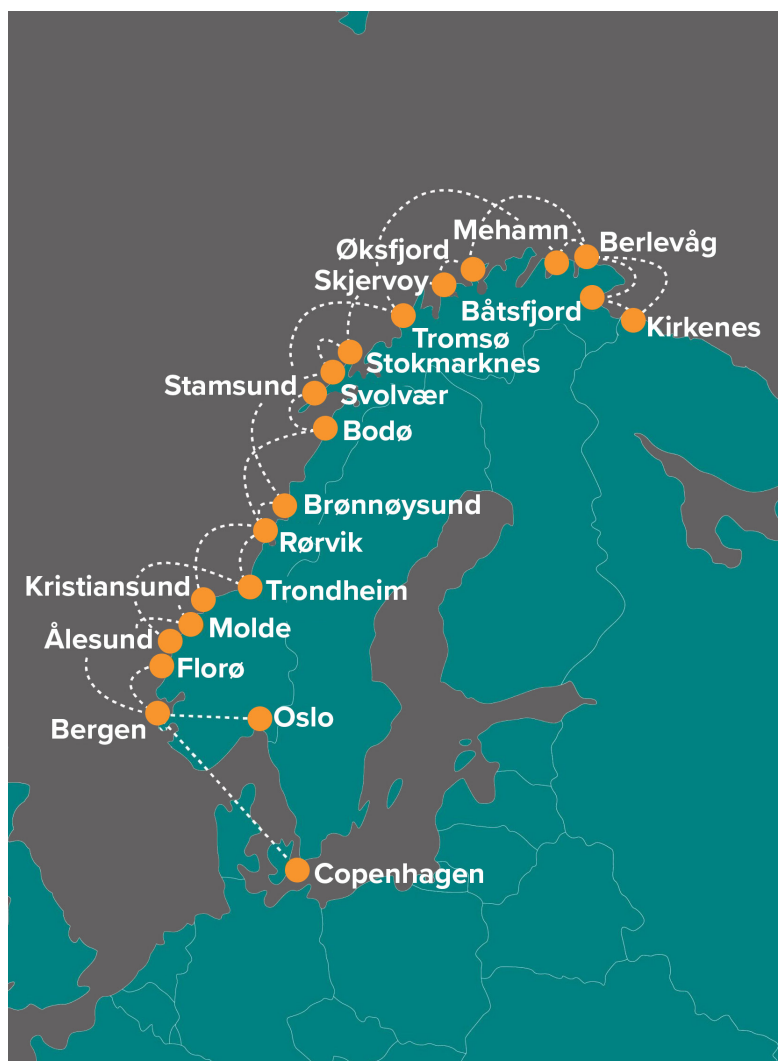 Mehamn
Berlevåg
Øksfjord
Skjervoy
Båtsfjord
Kirkenes
Tromsø
Stokmarknes
Stamsund
Svolvær
Bodø
Brønnøysund
Rørvik
Kristiansund
Trondheim
Molde
Ålesund
Florø
Oslo
Bergen
Copenhagen